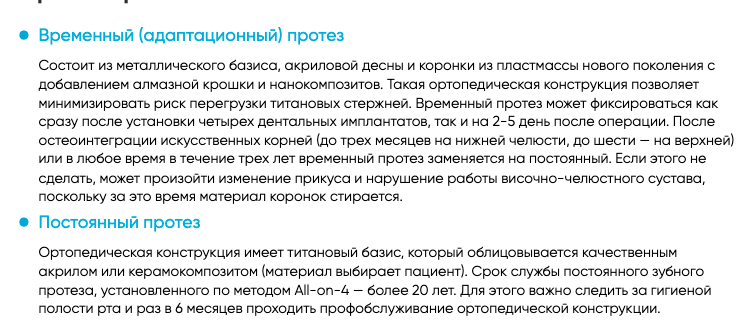 Временный (адаптационный) протез
Состоит из металлического базиса, акриловой десны и коронки из пластмассы нового поколения с
добавлением алмазной крошки и нанокомпозитов. Такая ортопедическая конструкция позволяет
минимизировать риск перегрузки титановых стержней. Временный протез может фиксироваться как
сразу после установки четырех дентальных имплантатов, так и на 2-5 день после операции. После
остеоинтеграции искусственных корней (до трех месяцев на нижней челюсти, до шести — на верхней)
или в любое время в течение трех лет временный протез заменяется на постоянный. Если этого не
сделать, может произойти изменение прикуса и нарушение работы височно-челюстного сустава,
поскольку за это время материал коронок стирается.
Постоянный протез
Ортопедическая конструкция имеет титановый базис, который облицовывается качественным
акрилом или керамокомпозитом (материал выбирает пациент). Срок службы постоянного зубного
протеза, установленного по методом All-on-4 — более 20 лет. Для этого важно следить за гигиеной
полости рта и раз в 6 месяцев проходить профобслуживание ортопедической конструкции.